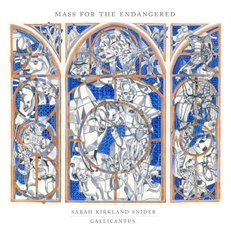 MASS FOR THE ENDANGERED
SARAH KIRKLAND SNIDER
GALLICANTUS